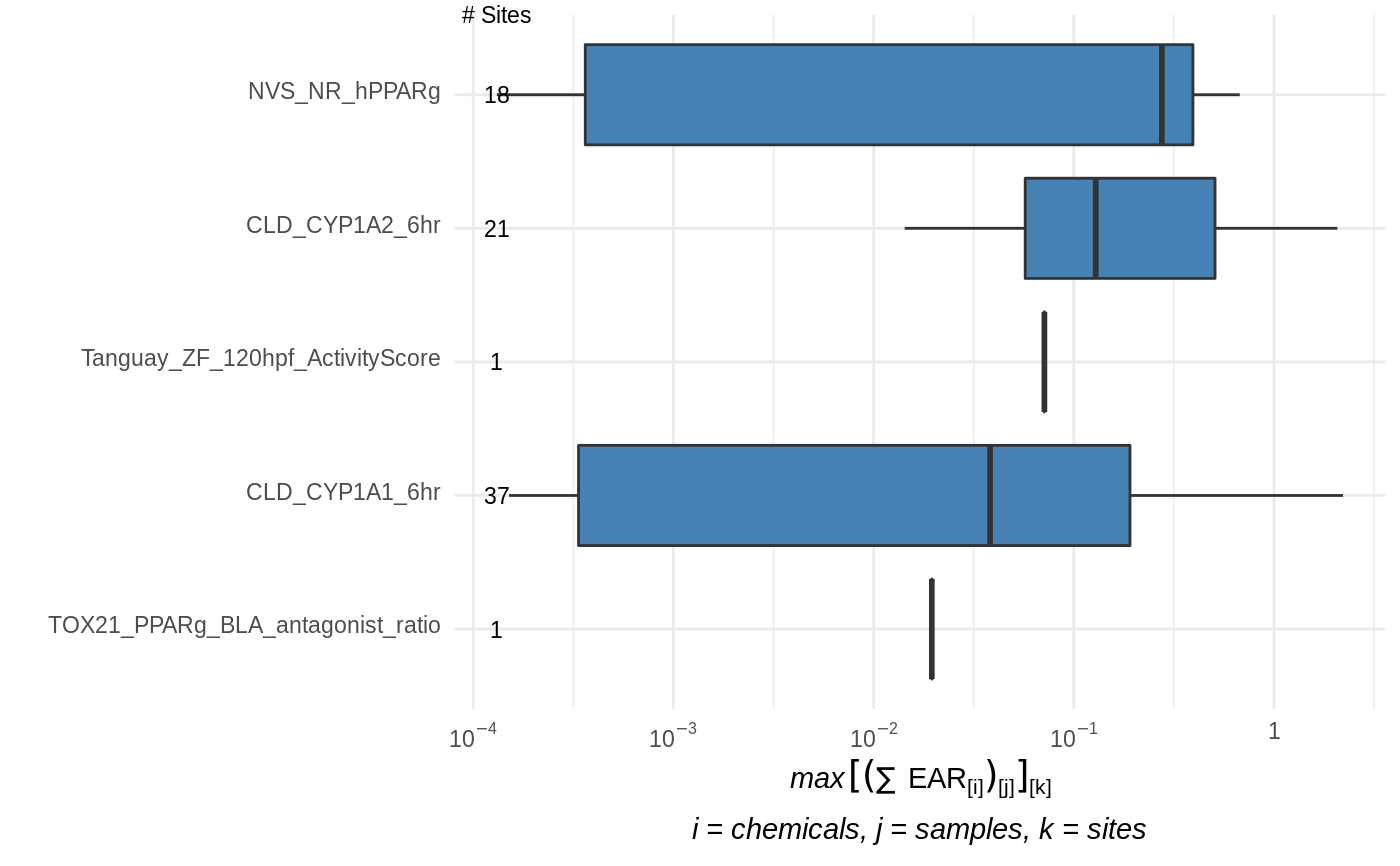 # Sites
NVS_NR_hPPARg 18
CLD_CYP1A2_6hr 21
Tanguay_ZF_120hpf_ActivityScore 1
CLD_CYP1A1_6hr 37
TOX21_PPARg_BLA_antagonist_ratio 1
10⁻⁴ 10⁻³ 10⁻² 10⁻¹ 1
max[(∑ EAR[i])[j]][k]
i = chemicals, j = samples, k = sites